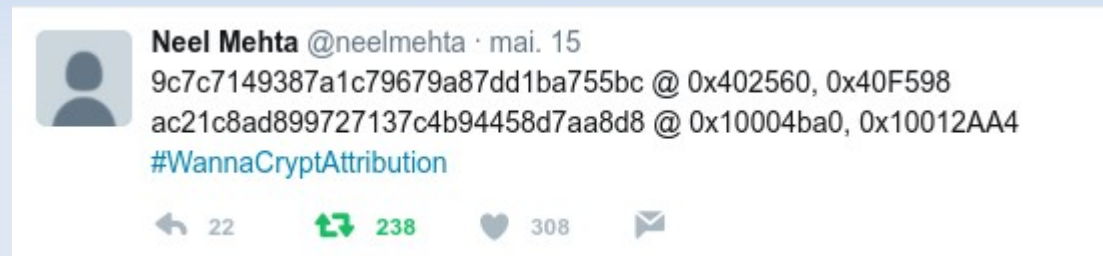 Neel Mehta @neelmehta · mai. 15
9c7c7149387a1c79679a87dd1ba755bc @ 0x402560, 0x40F598
ac21c8ad899727137c4b94458d7aa8d8 @ 0x10004ba0, 0x10012AA4
#WannaCryptAttribution
22 238 308